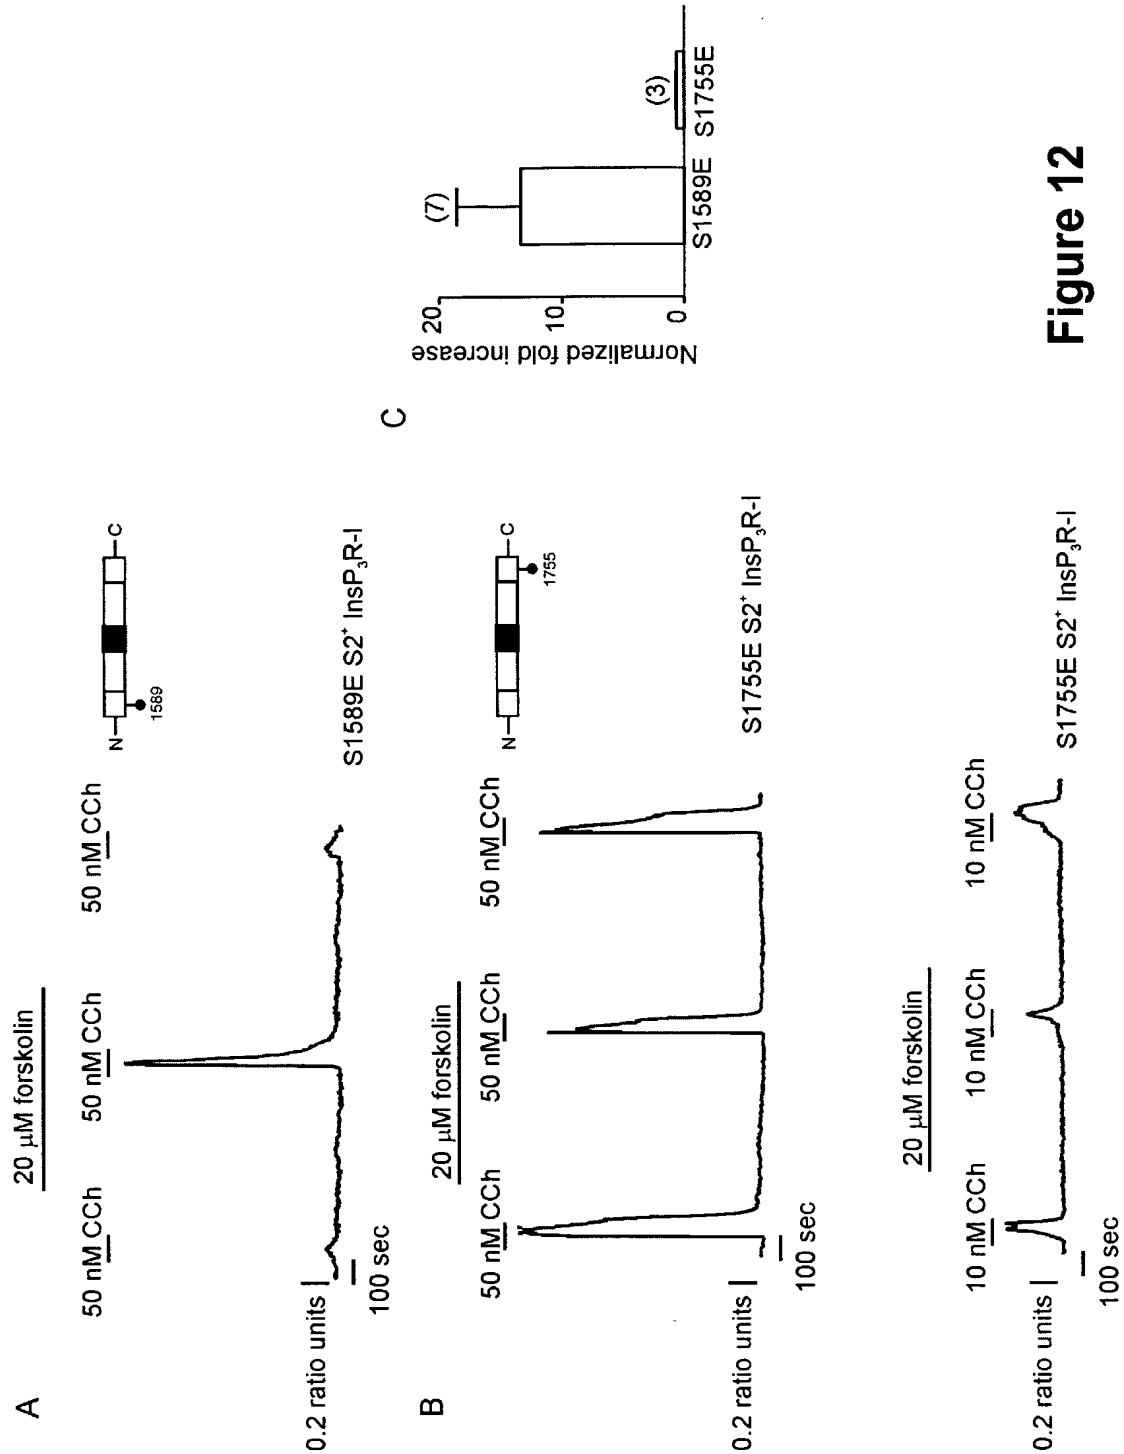 A
20 μM forskolin
50 nM CCh
50 nM CCh
50 nM CCh
0.2 ratio units
100 sec
N
C
1589
S1589E S2+ InsP3R-I
B
20 μM forskolin
50 nM CCh
50 nM CCh
50 nM CCh
0.2 ratio units
100 sec
N
C
1755
S1755E S2+ InsP3R-I
20 μM forskolin
10 nM CCh
10 nM CCh
10 nM CCh
0.2 ratio units
100 sec
S1755E S2+ InsP3R-I
C
Normalized fold increase
20
10
0
(7)
(3)
S1589E
S1755E
Figure 12